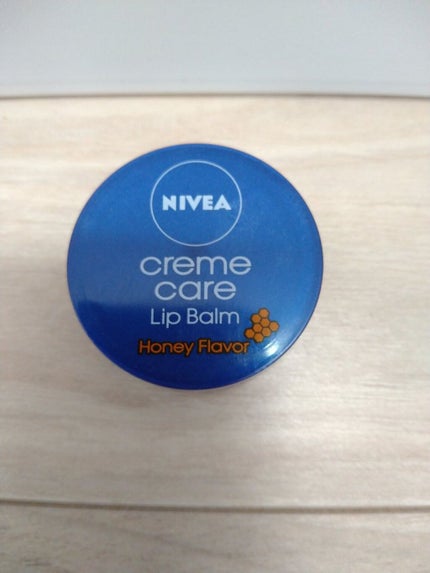 NIVEA
creme
care
Lip Balm
Honey Flavor